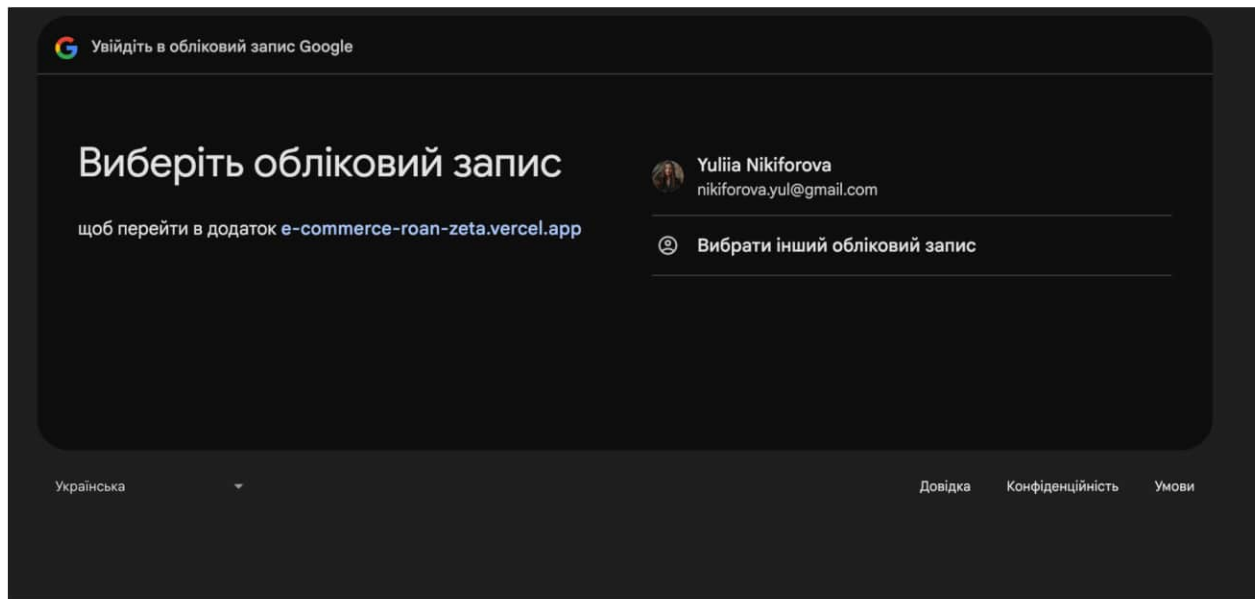 Увійдіть в обліковий запис Google
Виберіть обліковий запис
щоб перейти в додаток e-commerce-roan-zeta.vercel.app
Yuliia Nikiforova
nikiforova.yul@gmail.com
Вибрати інший обліковий запис
Українська
Довідка Конфіденційність Умови